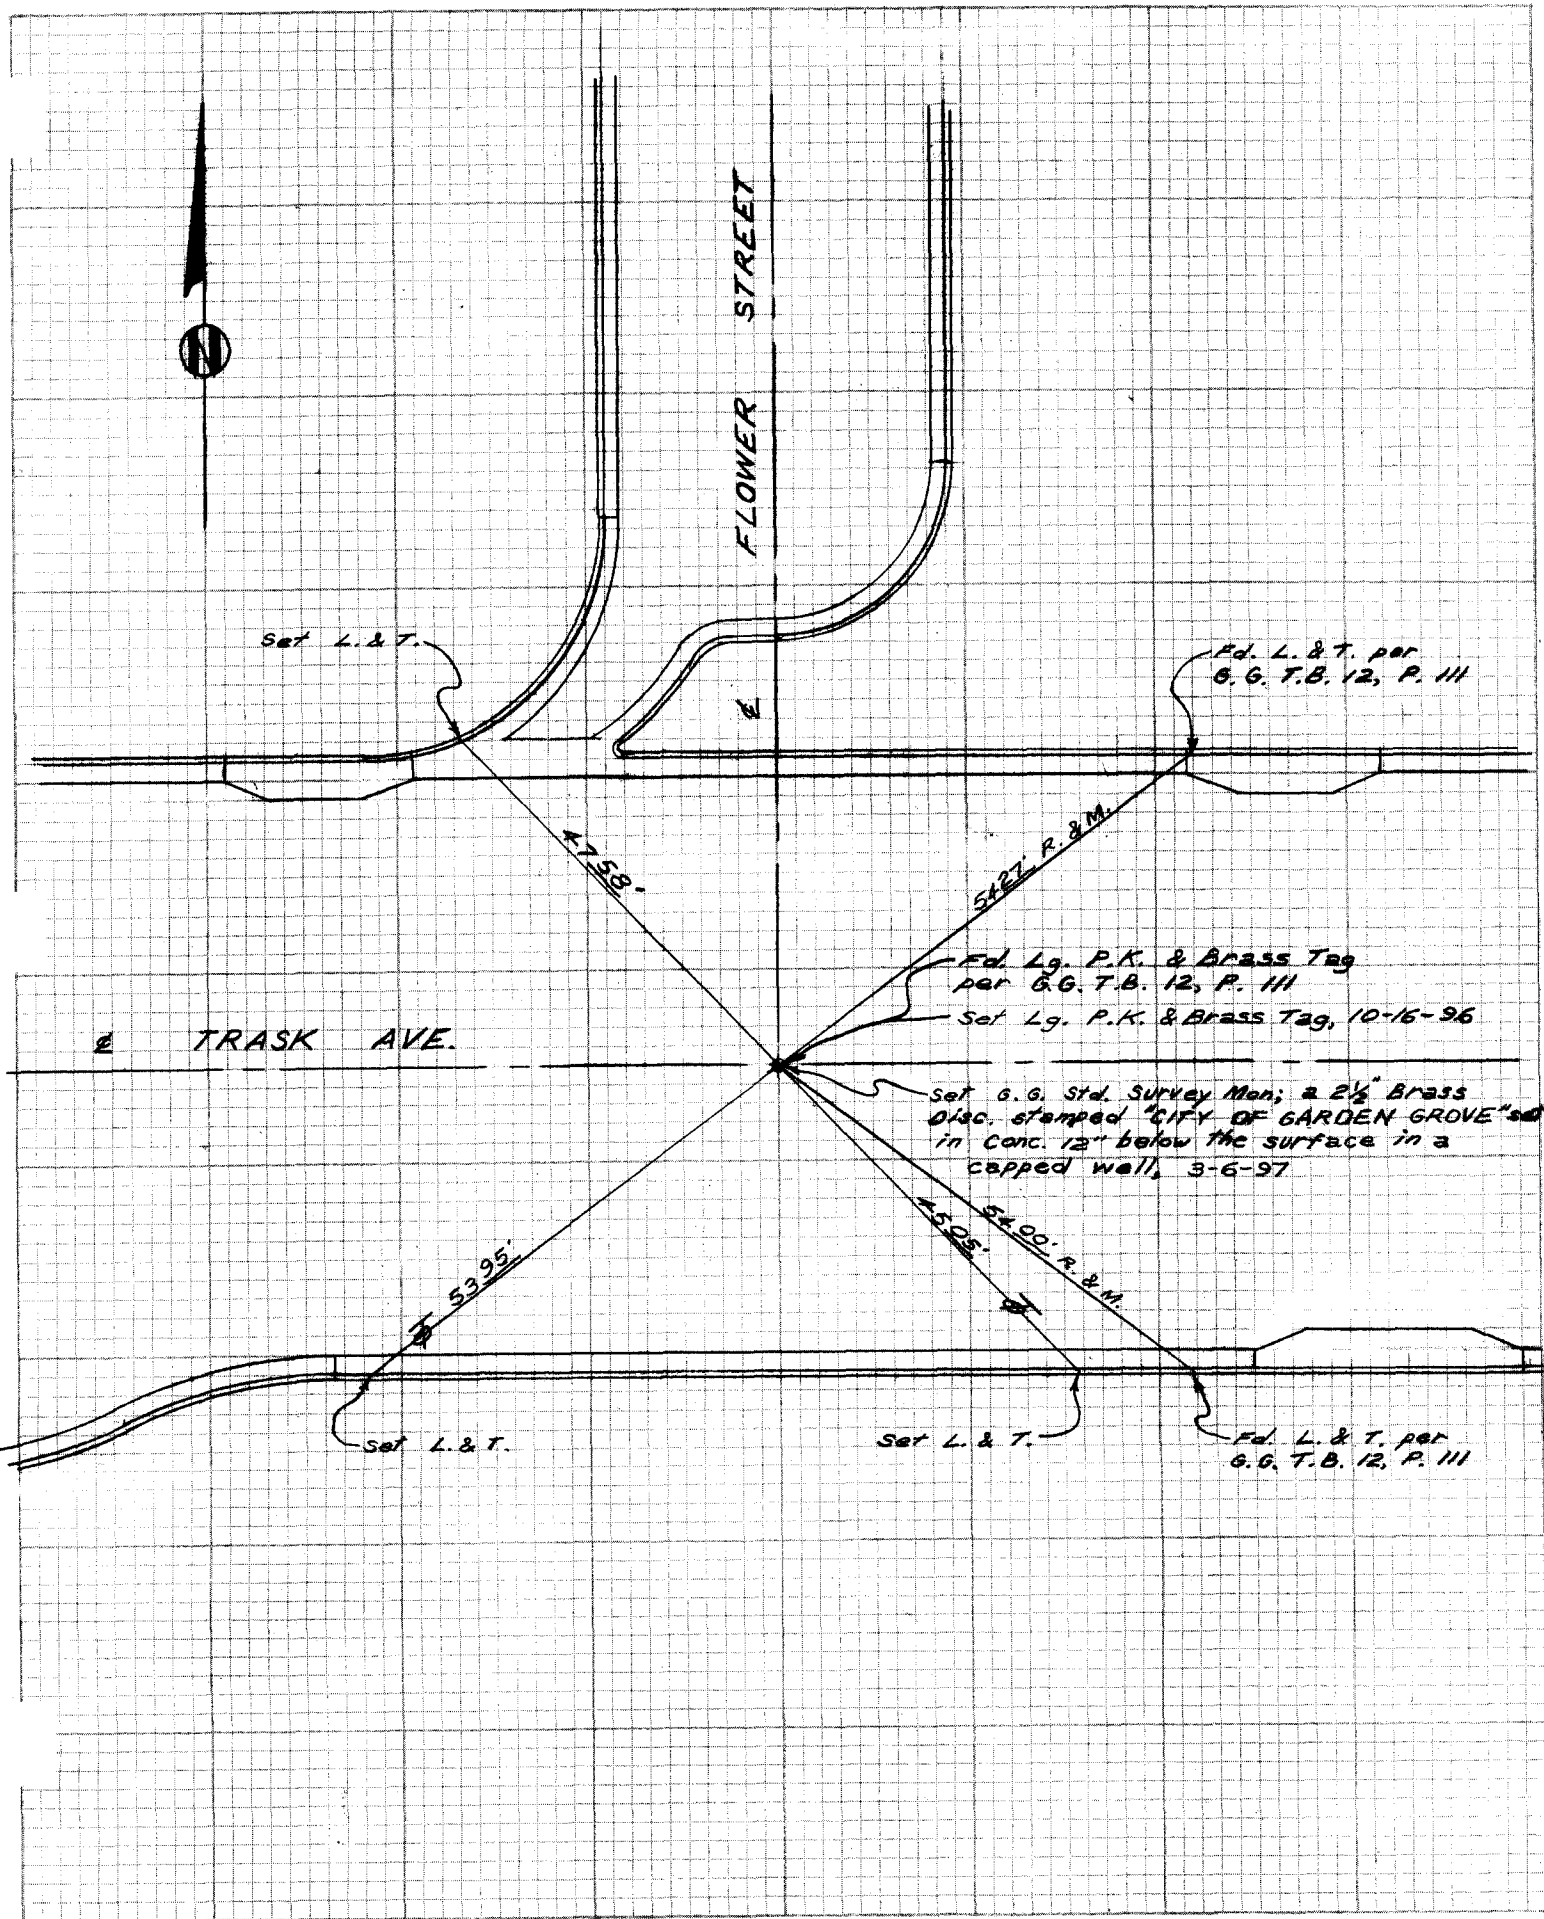 N
FLOWER STREET
℄
Set L. & T.
Fd. L. & T. per
G.G. T.B. 12, P. 111
47.58'
54.27' R. & M.
Fd. Lg. P.K. & Brass Tag
per G.G. T.B. 12, P. 111
Set Lg. P.K. & Brass Tag, 10-16-96
℄ TRASK AVE.
Set G.G. Std. Survey Mon; a 2½" Brass
Disc. stamped "CITY OF GARDEN GROVE" set
in Conc. 12" below the surface in a
capped well, 3-6-97
53.95'
45.05'
54.00' R. & M.
Set L. & T.
Set L. & T.
Fd. L. & T. per
G.G. T.B. 12, P. 111